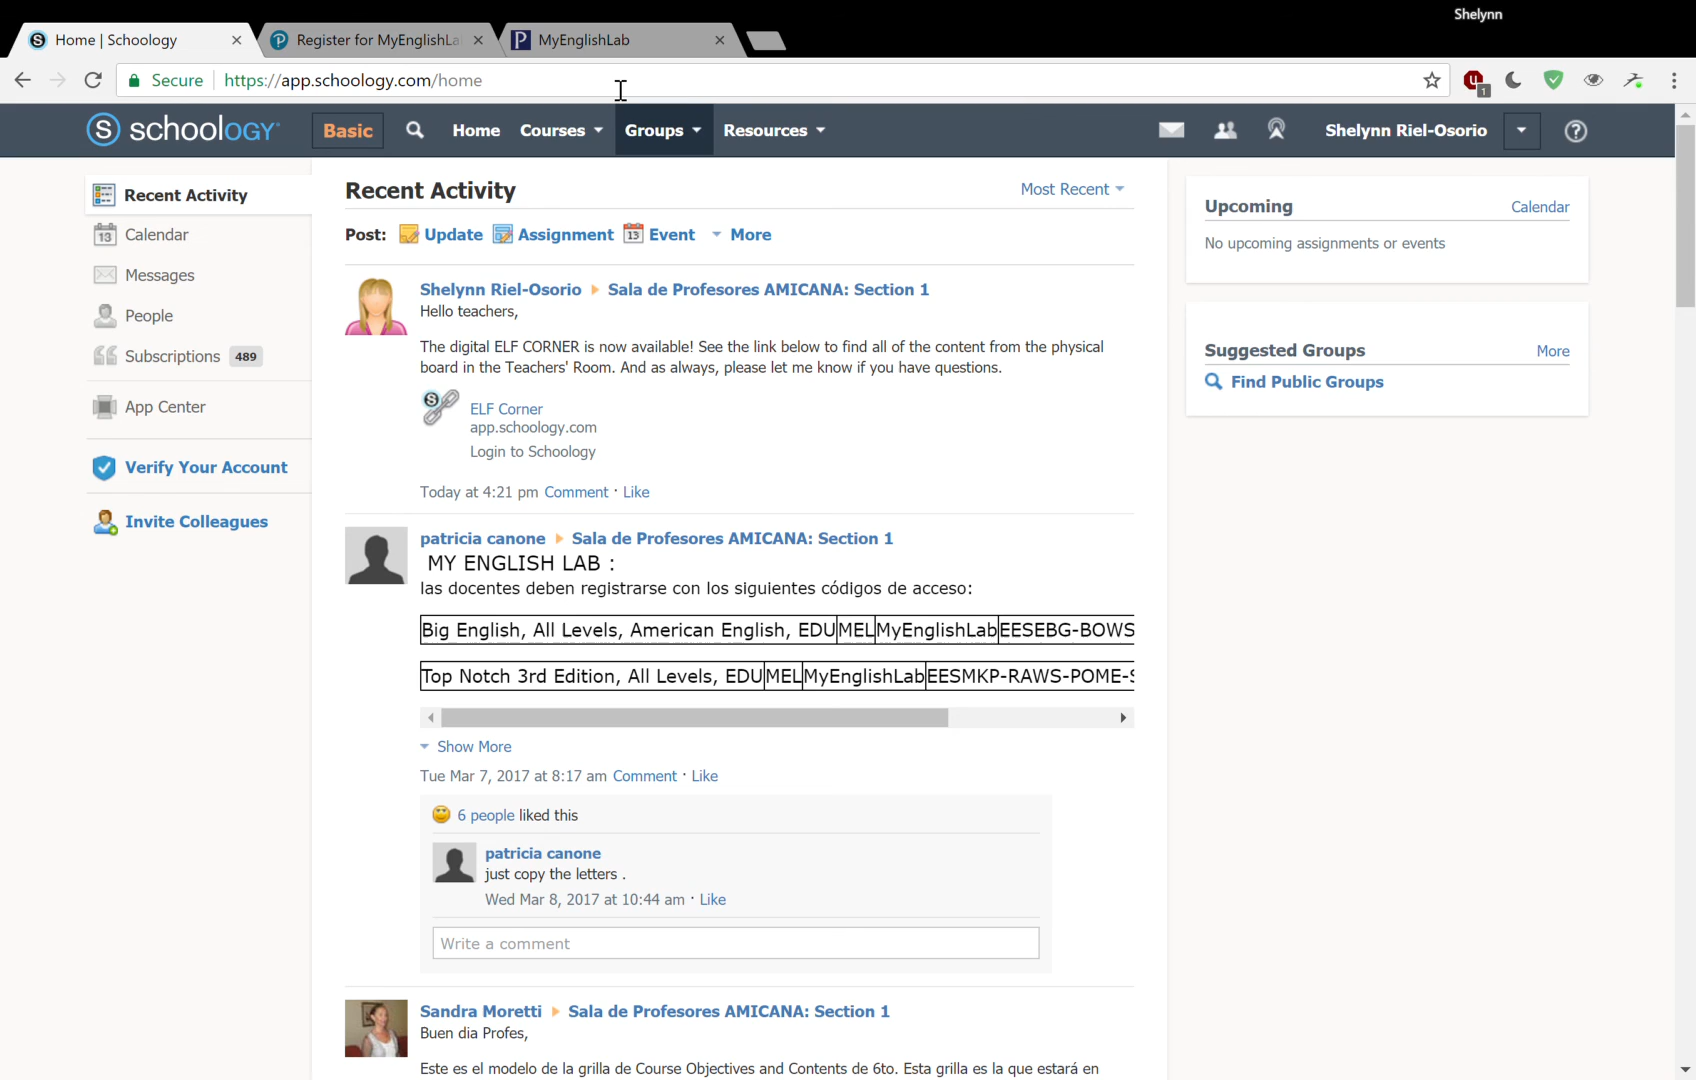 Shelynn
Home | Schoology
Register for MyEnglishLa
MyEnglishLab
Secure
https://app.schoology.com/home
1
S schoology
Basic
Home
Courses
Groups
Resources
Shelynn Riel-Osorio
Recent Activity
Calendar
Messages
People
Subscriptions 489
App Center
Verify Your Account
Invite Colleagues
Recent Activity
Most Recent
Post: Update Assignment Event More
Shelynn Riel-Osorio Sala de Profesores AMICANA: Section 1
Hello teachers,
The digital ELF CORNER is now available! See the link below to find all of the content from the physical
board in the Teachers' Room. And as always, please let me know if you have questions.
ELF Corner
app.schoology.com
Login to Schoology
Today at 4:21 pm Comment · Like
patricia canone Sala de Profesores AMICANA: Section 1
MY ENGLISH LAB :
las docentes deben registrarse con los siguientes códigos de acceso:
Big English, All Levels, American English, EDU MEL MyEnglishLab EESEBG-BOWS
Top Notch 3rd Edition, All Levels, EDU MEL MyEnglishLab EESMKP-RAWS-POME-S
Show More
Tue Mar 7, 2017 at 8:17 am Comment · Like
6 people liked this
patricia canone
just copy the letters .
Wed Mar 8, 2017 at 10:44 am · Like
Write a comment
Sandra Moretti Sala de Profesores AMICANA: Section 1
Buen dia Profes,
Este es el modelo de la grilla de Course Objectives and Contents de 6to. Esta grilla es la que estará en
Upcoming
Calendar
No upcoming assignments or events
Suggested Groups
More
Find Public Groups